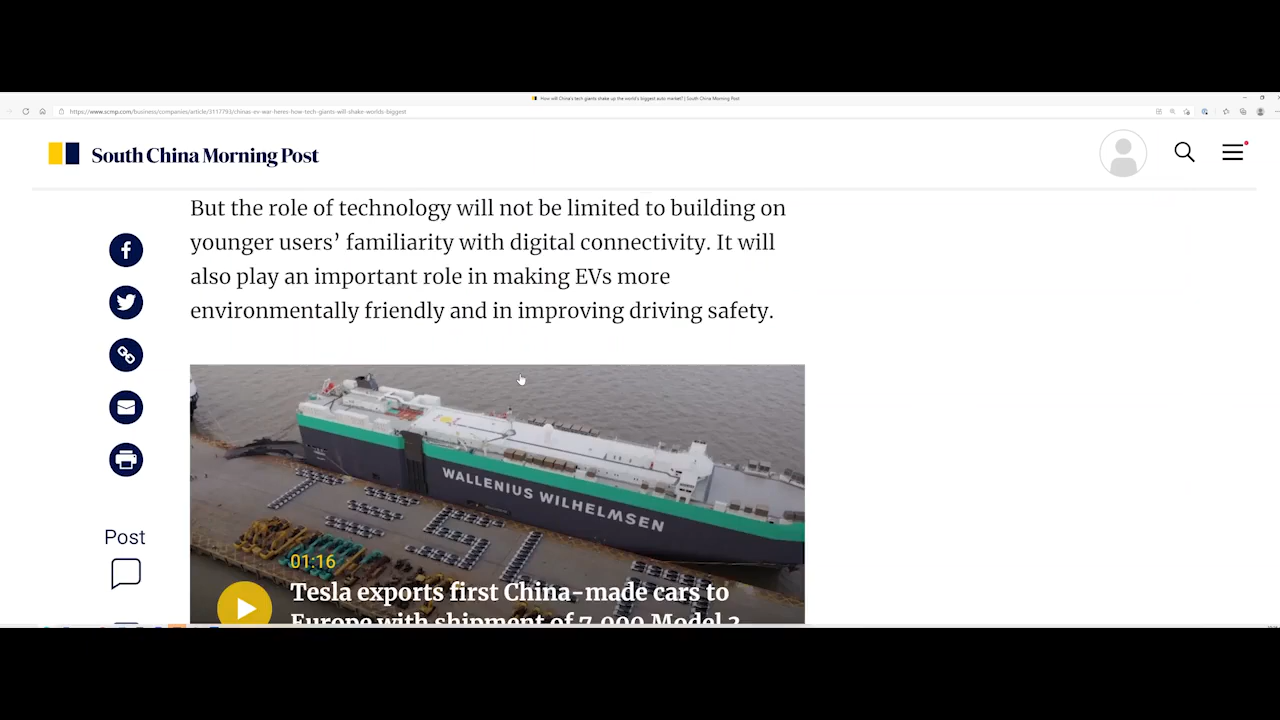 How will China's tech giants shake up the world's biggest auto market? | South China Morning Post
https://www.scmp.com/business/companies/article/3117793/chinas-ev-war-heres-how-tech-giants-will-shake-worlds-biggest
South China Morning Post
But the role of technology will not be limited to building on
younger users’ familiarity with digital connectivity. It will
also play an important role in making EVs more
environmentally friendly and in improving driving safety.
Post
WALLENIUS WILHELMSEN
TESLA
01:16
Tesla exports first China-made cars to
Europe with shipment of 7,000 Model 3